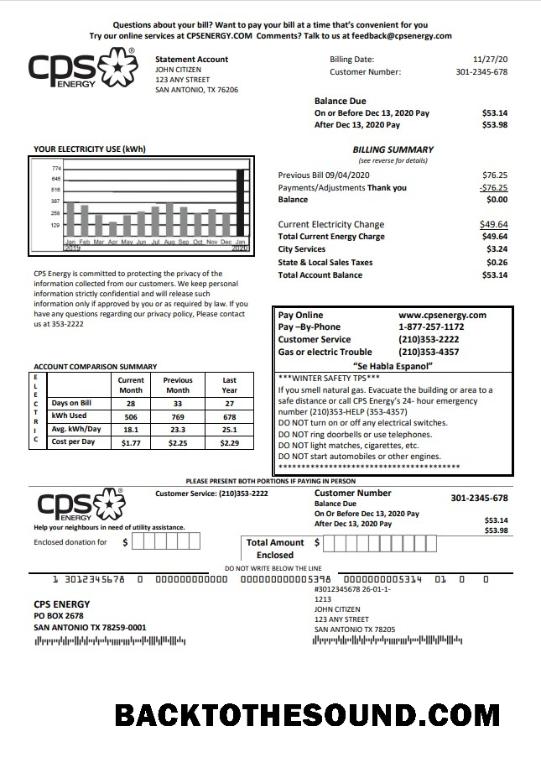 Questions about your bill? Want to pay your bill at a time that's convenient for you
Try our online services at CPSENERGY.COM Comments? Talk to us at feedback@cpsenergy.com
cps ®
ENERGY
Statement Account
JOHN CITIZEN
123 ANY STREET
SAN ANTONIO, TX 76206
Billing Date: 11/27/20
Customer Number: 301-2345-678
Balance Due
On or Before Dec 13, 2020 Pay $53.14
After Dec 13, 2020 Pay $53.98
YOUR ELECTRICITY USE (kWh)
774
645
516
387
258
129
Jan Feb Mar Apr May Jun Jul Aug Sep Oct Nov Dec Jan
2019 2020
BILLING SUMMARY
(see reverse for details)
Previous Bill 09/04/2020 $76.25
Payments/Adjustments Thank you -$76.25
Balance $0.00
Current Electricity Change $49.64
Total Current Energy Charge $49.64
City Services $3.24
State & Local Sales Taxes $0.26
Total Account Balance $53.14
CPS Energy is committed to protecting the privacy of the
information collected from our customers. We keep personal
information strictly confidential and will release such
information only if approved by you or as required by law. If you
have any questions regarding our privacy policy, Please contact
us at 353-2222
Pay Online www.cpsenergy.com
Pay –By-Phone 1-877-257-1172
Customer Service (210)353-2222
Gas or electric Trouble (210)353-4357
"Se Habla Espanol"
***WINTER SAFETY TPS***
If you smell natural gas. Evacuate the building or area to a
safe distance or call CPS Energy's 24- hour emergency
number (210)353-HELP (353-4357)
DO NOT turn on or off any electrical switches.
DO NOT ring doorbells or use telephones.
DO NOT light matches, cigarettes, etc.
DO NOT start automobiles or other engines.
****************************************
ACCOUNT COMPARISON SUMMARY
ELECTRIC
Current Month Previous Month Last Year
Days on Bill 28 33 27
kWh Used 506 769 678
Avg. kWh/Day 18.1 23.3 25.1
Cost per Day $1.77 $2.25 $2.29
PLEASE PRESENT BOTH PORTIONS IF PAYING IN PERSON
cps ®
ENERGY
Customer Service: (210)353-2222
Customer Number 301-2345-678
Balance Due
On Or Before Dec 13, 2020 Pay $53.14
After Dec 13, 2020 Pay $53.98
Help your neighbours in need of utility assistance.
Enclosed donation for $
Total Amount $
Enclosed
DO NOT WRITE BELOW THE LINE
1 3012345678 0 000000000000 000000000005398 0000000005314 01 0 0
#3012345678 26-01-1-
1213
JOHN CITIZEN
123 ANY STREET
SAN ANTONIO TX 78205
CPS ENERGY
PO BOX 2678
SAN ANTONIO TX 78259-0001
BACKTOTHESOUND.COM